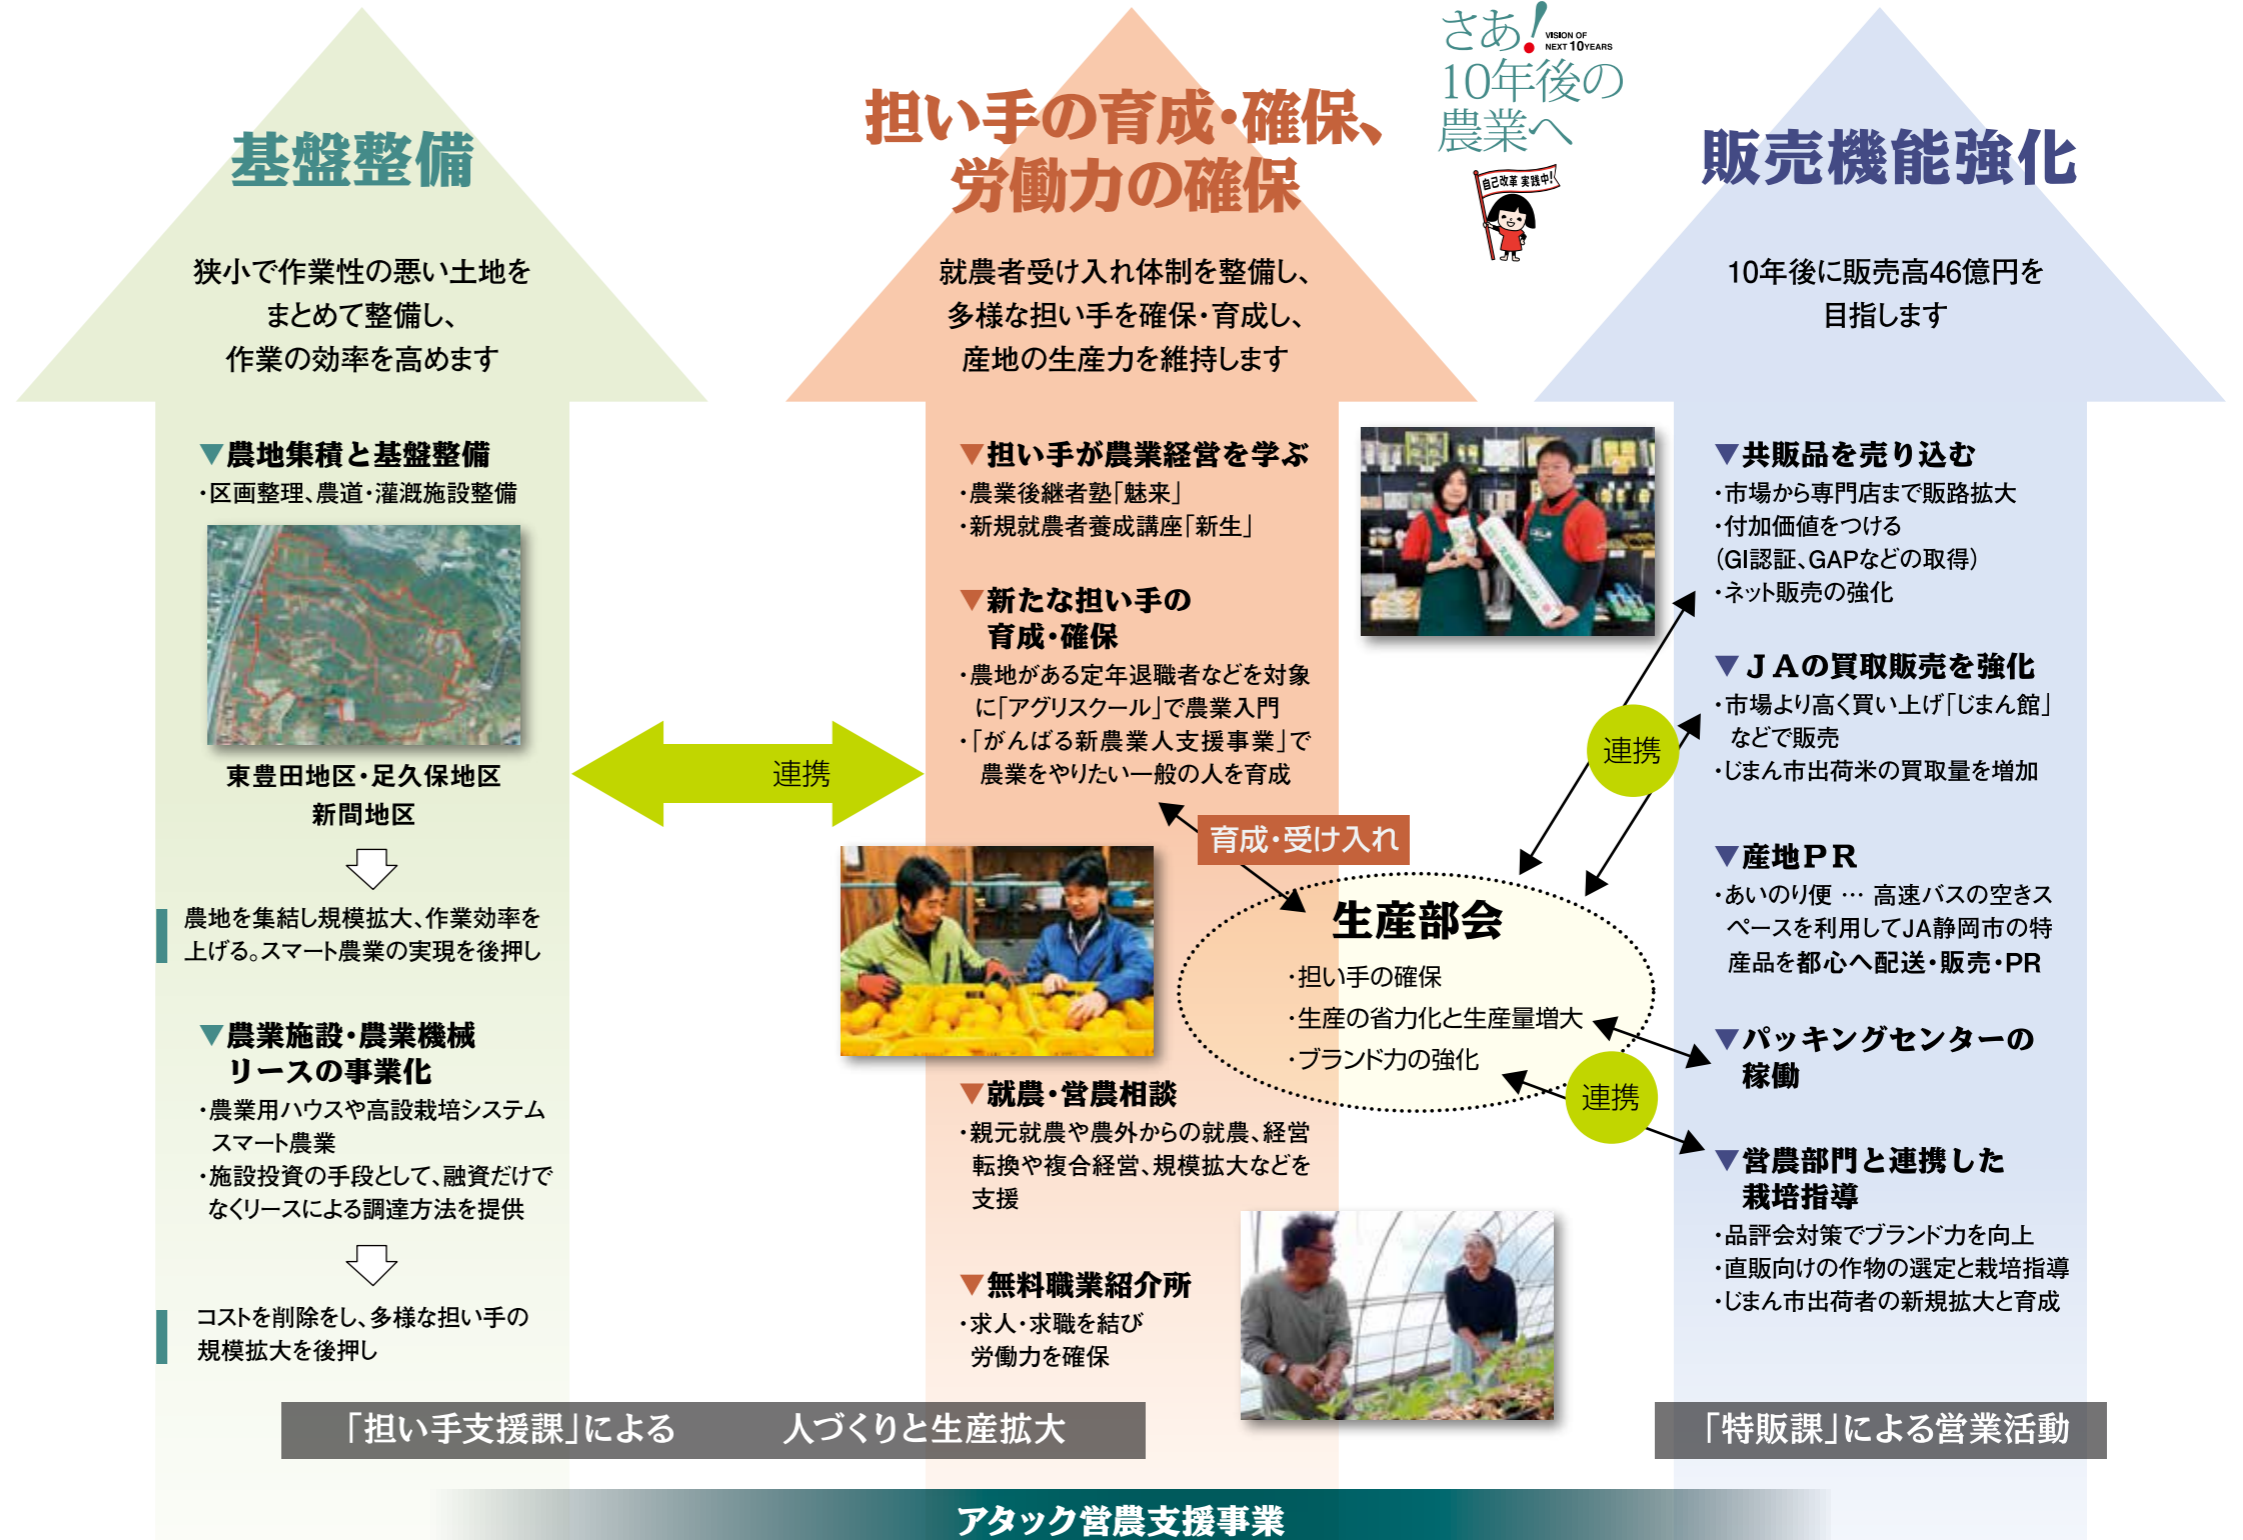 さあ!
VISION OF
NEXT 10YEARS
10年後の
農業へ
自己改革 実践中!
基盤整備
狭小で作業性の悪い土地を
まとめて整備し、
作業の効率を高めます
▼農地集積と基盤整備
・区画整理、農道・灌漑施設整備
東豊田地区・足久保地区
新間地区
農地を集結し規模拡大、作業効率を
上げる。スマート農業の実現を後押し
▼農業施設・農業機械
リースの事業化
・農業用ハウスや高設栽培システム
スマート農業
・施設投資の手段として、融資だけで
なくリースによる調達方法を提供
コストを削除をし、多様な担い手の
規模拡大を後押し
連携
担い手の育成・確保、
労働力の確保
就農者受け入れ体制を整備し、
多様な担い手を確保・育成し、
産地の生産力を維持します
▼担い手が農業経営を学ぶ
・農業後継者塾「魅来」
・新規就農者養成講座「新生」
▼新たな担い手の
育成・確保
・農地がある定年退職者などを対象
に「アグリスクール」で農業入門
・「がんばる新農業人支援事業」で
農業をやりたい一般の人を育成
育成・受け入れ
生産部会
・担い手の確保
・生産の省力化と生産量増大
・ブランド力の強化
▼就農・営農相談
・親元就農や農外からの就農、経営
転換や複合経営、規模拡大などを
支援
▼無料職業紹介所
・求人・求職を結び
労働力を確保
連携
連携
販売機能強化
10年後に販売高46億円を
目指します
▼共販品を売り込む
・市場から専門店まで販路拡大
・付加価値をつける
(GI認証、GAPなどの取得)
・ネット販売の強化
▼JAの買取販売を強化
・市場より高く買い上げ「じまん館」
などで販売
・じまん市出荷米の買取量を増加
▼産地PR
・あいのり便 … 高速バスの空きス
ペースを利用してJA静岡市の特
産品を都心へ配送・販売・PR
▼パッキングセンターの
稼働
▼営農部門と連携した
栽培指導
・品評会対策でブランド力を向上
・直販向けの作物の選定と栽培指導
・じまん市出荷者の新規拡大と育成
「担い手支援課」による 人づくりと生産拡大
「特販課」による営業活動
アタック営農支援事業